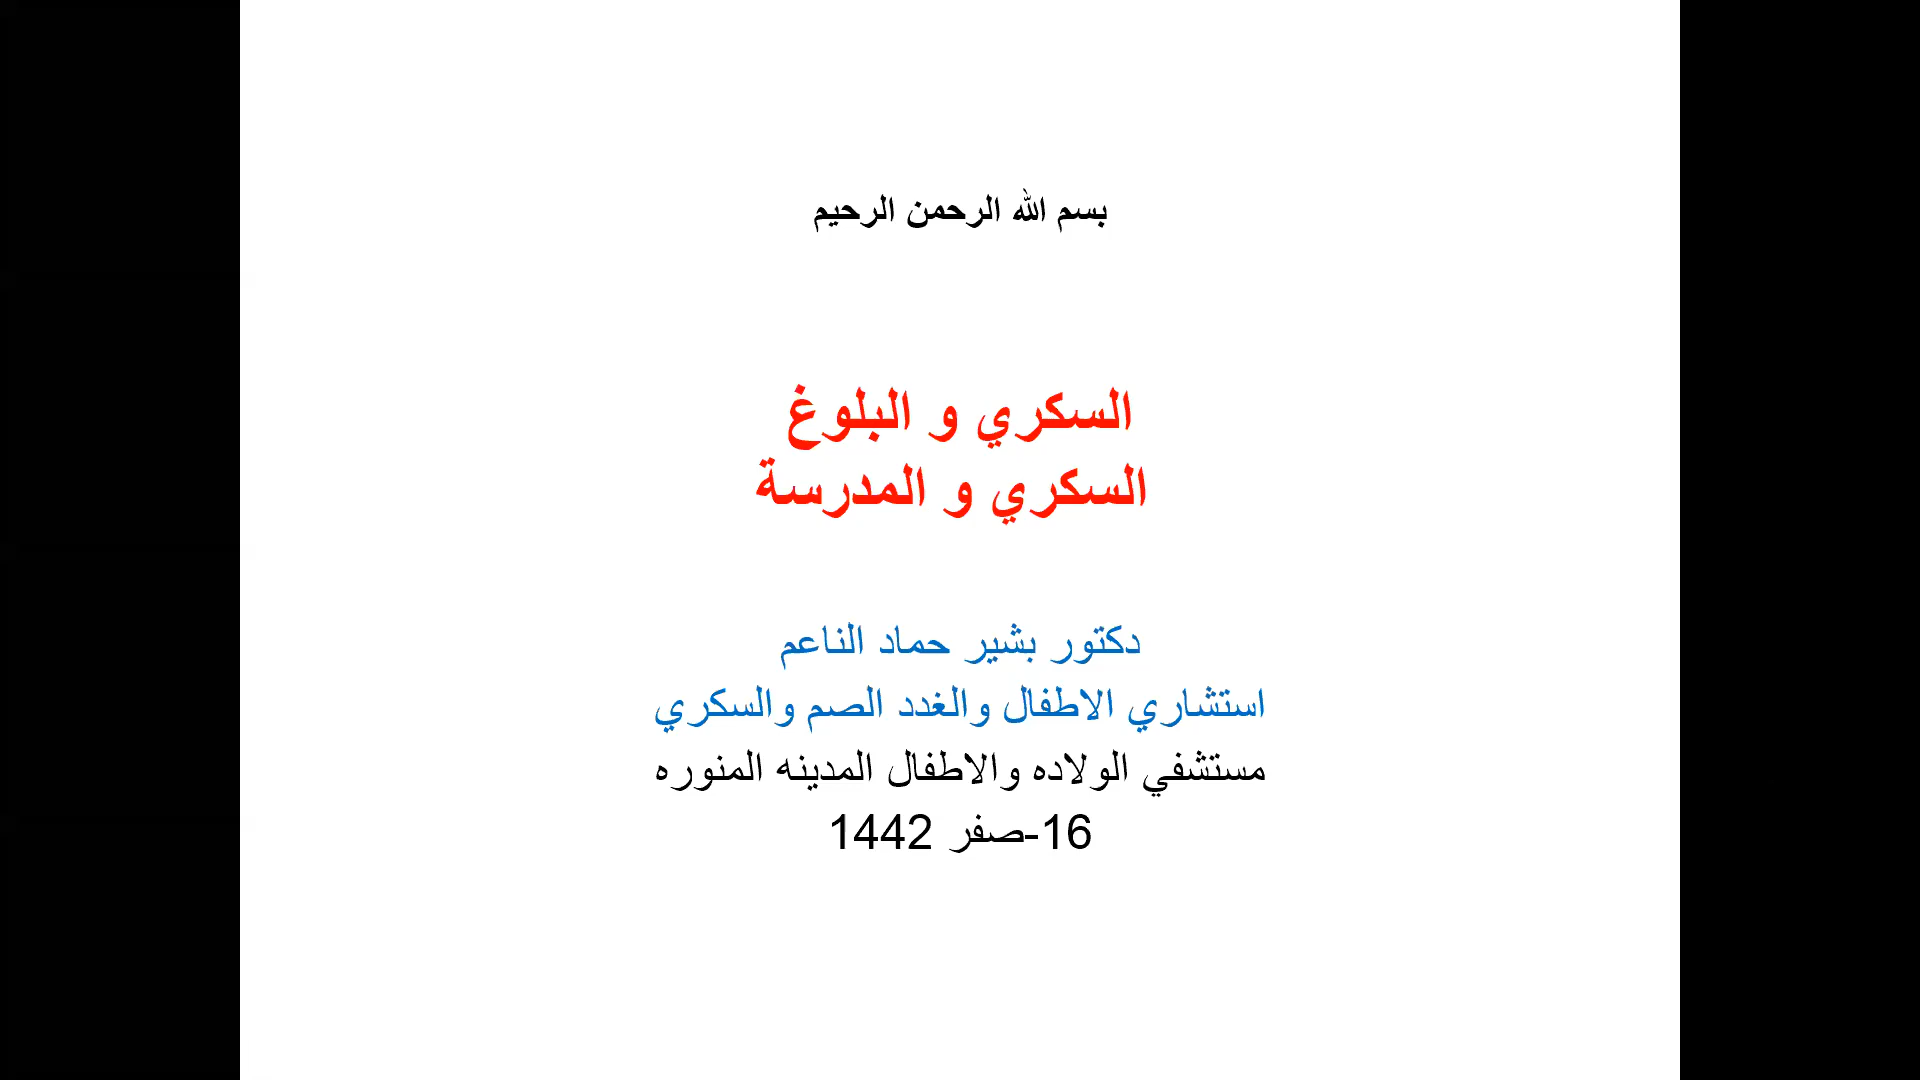 بسم الله الرحمن الرحيم
السكري و البلوغ
السكري و المدرسة
دكتور بشير حماد الناعم
استشاري الاطفال والغدد الصم والسكري
مستشفي الولاده والاطفال المدينه المنوره
16-صفر 1442